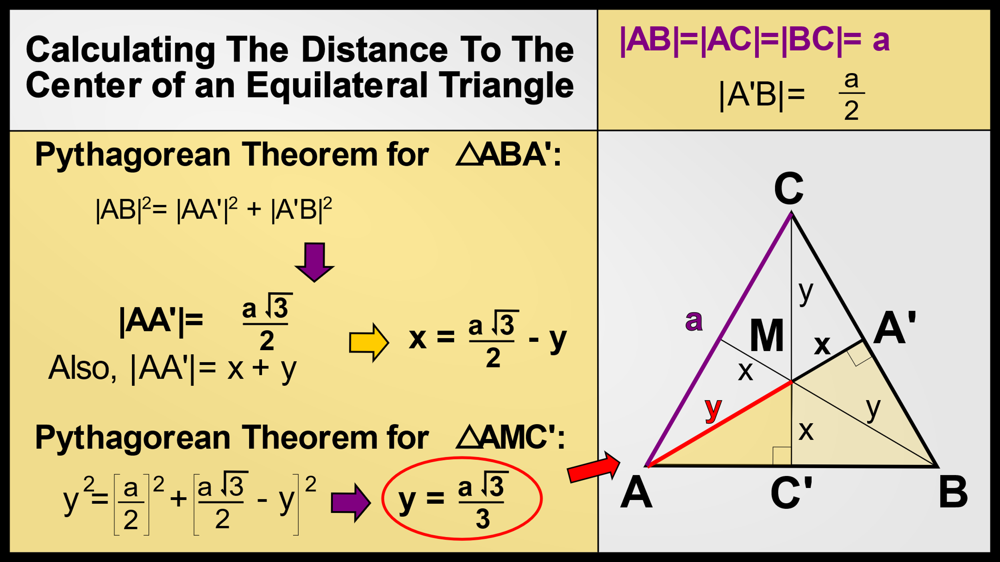 Calculating The Distance To The
Center of an Equilateral Triangle
|AB|=|AC|=|BC|= a
|A'B|= a/2
Pythagorean Theorem for △ABA':
|AB|²= |AA'|² + |A'B|²
|AA'|= a√3/2
x = a√3/2 - y
Also, |AA'|= x + y
Pythagorean Theorem for △AMC':
y²=[a/2]²+[a√3/2 - y]²
y = a√3/3
C
y
a
M
x
A'
x
y
y
x
A
C'
B